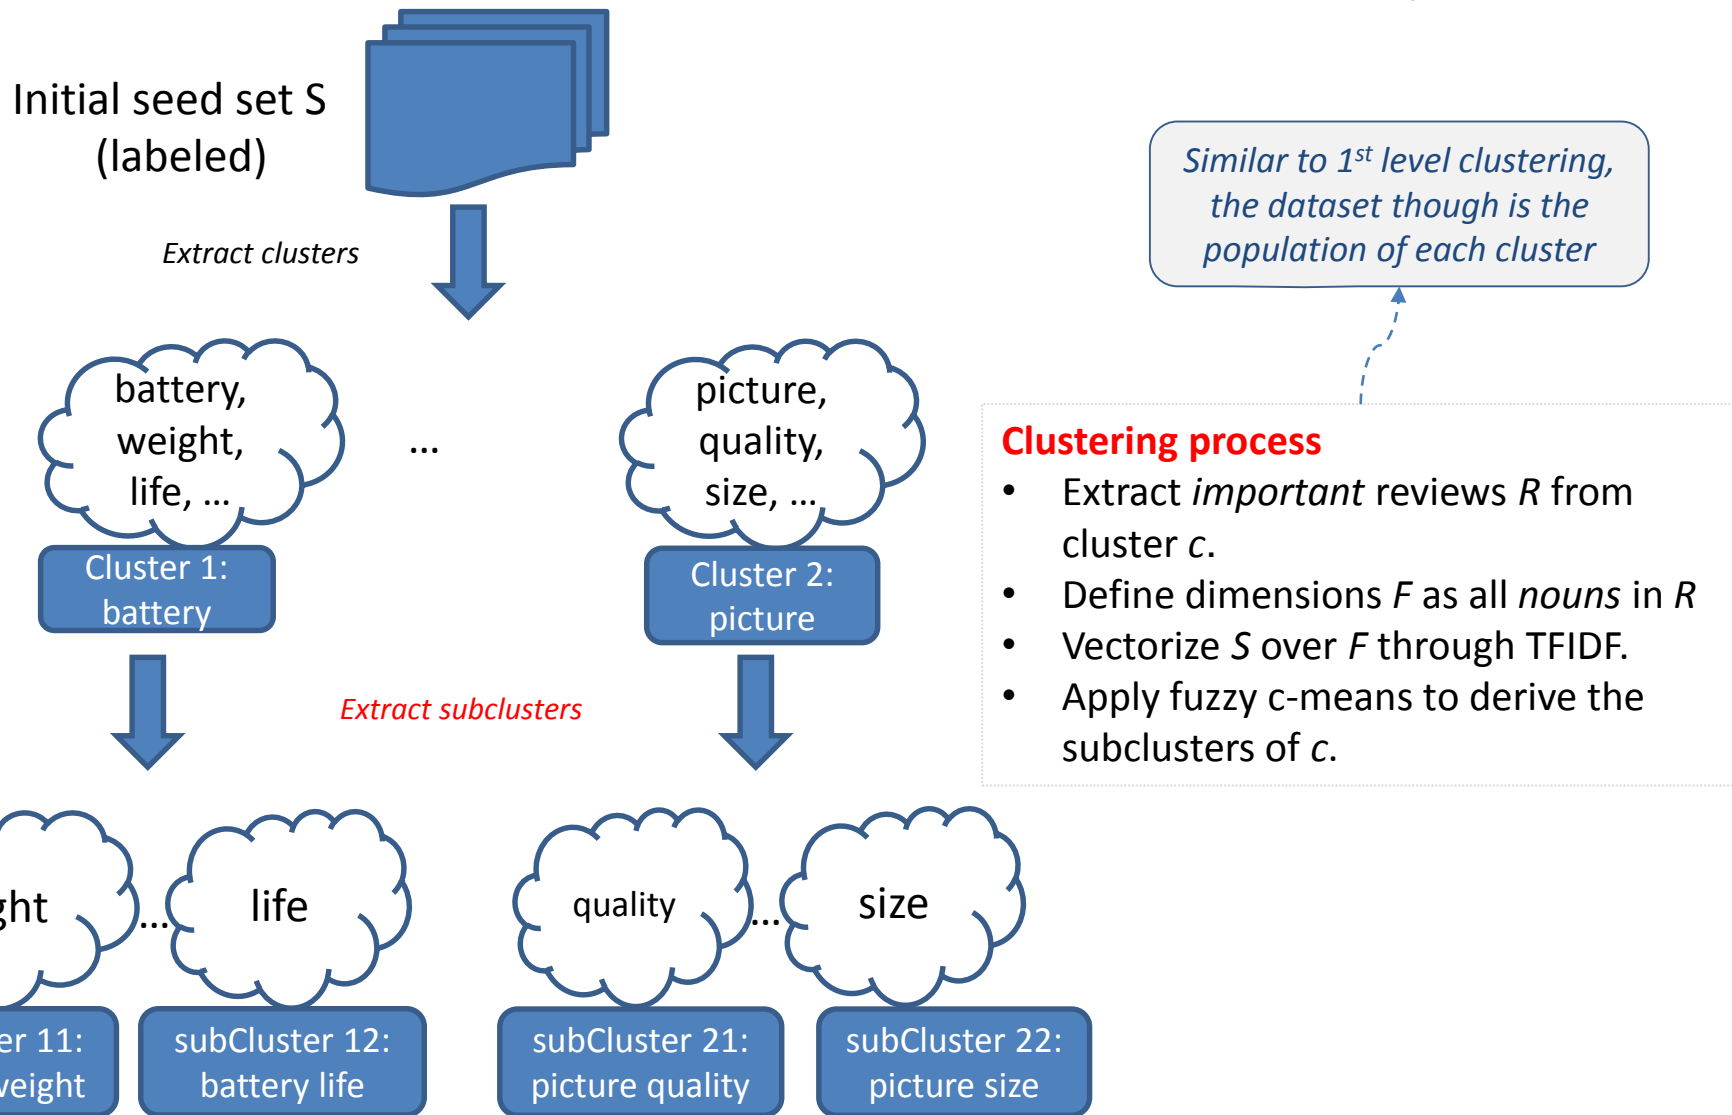 Initial seed set S
(labeled)
Similar to 1st level clustering,
the dataset though is the
population of each cluster
Extract clusters
battery,
weight,
life, ...
...
picture,
quality,
size, ...
Cluster 1:
battery
Cluster 2:
picture
Clustering process
• Extract important reviews R from
cluster c.
• Define dimensions F as all nouns in R
• Vectorize S over F through TFIDF.
• Apply fuzzy c-means to derive the
subclusters of c.
Extract subclusters
...
life
quality
...
size
11:
subCluster 12:
battery life
subCluster 21:
picture quality
subCluster 22:
picture size